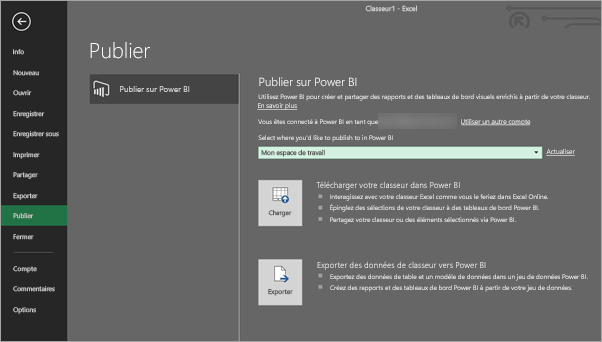 Classeur1 - Excel
Info
Nouveau
Ouvrir
Enregistrer
Enregistrer sous
Imprimer
Partager
Exporter
Publier
Fermer
Compte
Commentaires
Options
Publier
Publier sur Power BI
Publier sur Power BI
Utilisez Power BI pour créer et partager des rapports et des tableaux de bord visuels enrichis à partir de votre classeur.
En savoir plus
Vous êtes connecté à Power BI en tant que Utiliser un autre compte
Select where you'd like to publish to in Power BI
Mon espace de travail Actualiser
Charger
Télécharger votre classeur dans Power BI
Interagissez avec votre classeur Excel comme vous le feriez dans Excel Online.
Épinglez des sélections de votre classeur à des tableaux de bord Power BI.
Partagez votre classeur ou des éléments sélectionnés via Power BI.
Exporter
Exporter des données de classeur vers Power BI
Exportez des données de table et un modèle de données dans un jeu de données Power BI.
Créez des rapports et des tableaux de bord Power BI à partir de votre jeu de données.